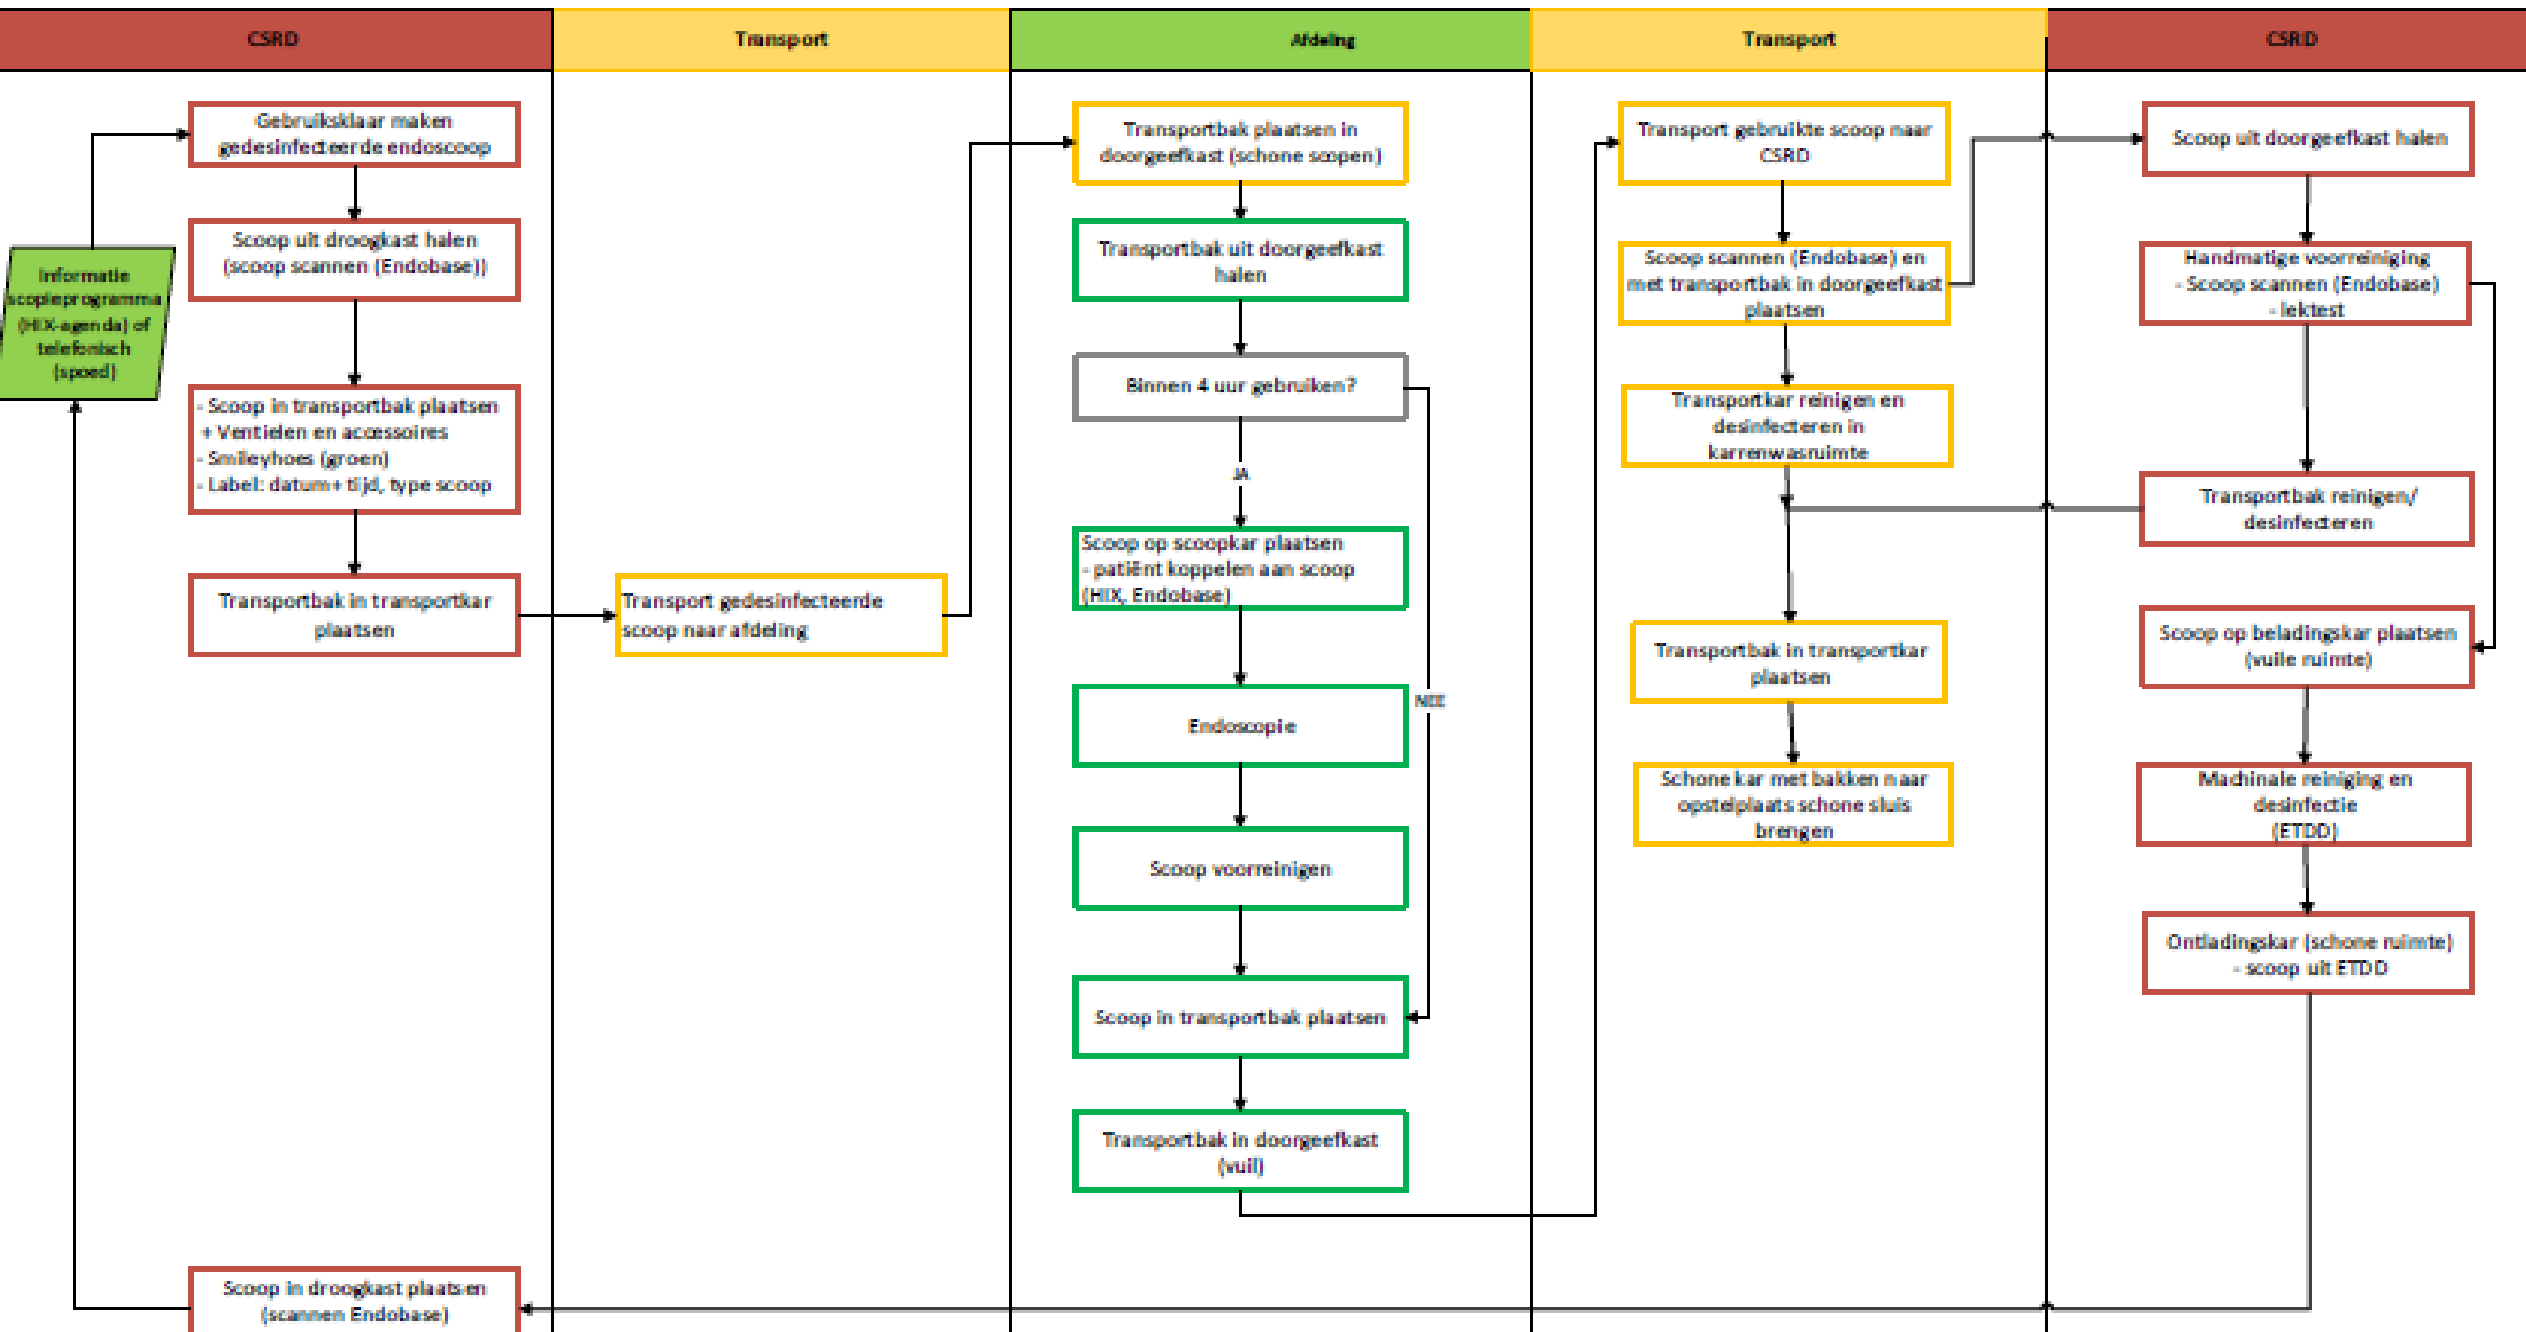 CSRD
Transport
Afdeling
Transport
CSRD
Informatie
scopieprogramma
(HIX-agenda) of
telefonisch
(spoed)
Gebruiksklaar maken
gedesinfecteerde endoscoop
Scoop uit droogkast halen
(scoop scannen (Endobase))
- Scoop in transportbak plaatsen
+ Ventielen en accessoires
- Smileyhoes (groen)
- Label: datum+ tijd, type scoop
Transportbak in transportkar
plaatsen
Scoop in droogkast plaatsen
(scannen Endobase)
Transport gedesinfecteerde
scoop naar afdeling
Transportbak plaatsen in
doorgeefkast (schone scopen)
Transportbak uit doorgeefkast
halen
Binnen 4 uur gebruiken?
JA
NEE
Scoop op scoopkar plaatsen
- patiënt koppelen aan scoop
(HIX, Endobase)
Endoscopie
Scoop voorreinigen
Scoop in transportbak plaatsen
Transportbak in doorgeefkast
(vuil)
Transport gebruikte scoop naar
CSRD
Scoop scannen (Endobase) en
met transportbak in doorgeefkast
plaatsen
Transportkar reinigen en
desinfecteren in
karrenwasruimte
Transportbak in transportkar
plaatsen
Schone kar met bakken naar
opstelplaats schone sluis
brengen
Scoop uit doorgeefkast halen
Handmatige voorreiniging
- Scoop scannen (Endobase)
- lektest
Transportbak reinigen/
desinfecteren
Scoop op beladingskar plaatsen
(vuile ruimte)
Machinale reiniging en
desinfectie
(ETDD)
Ontladingskar (schone ruimte)
- scoop uit ETDD